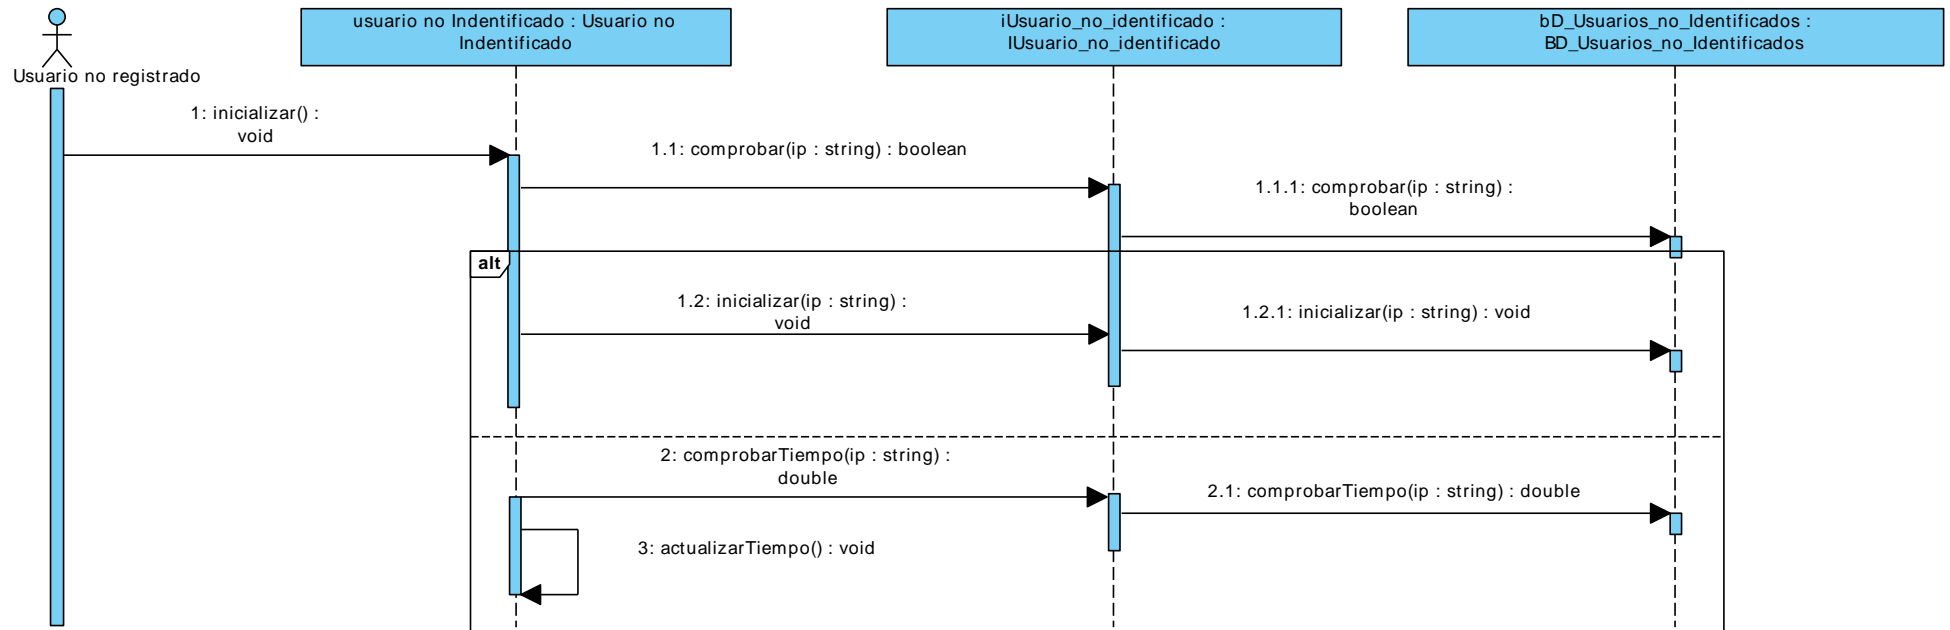 Usuario no registrado
usuario no Indentificado : Usuario no
Indentificado
iUsuario_no_identificado :
IUsuario_no_identificado
bD_Usuarios_no_Identificados :
BD_Usuarios_no_Identificados
1: inicializar() :
void
1.1: comprobar(ip : string) : boolean
1.1.1: comprobar(ip : string) :
boolean
alt
1.2: inicializar(ip : string) :
void
1.2.1: inicializar(ip : string) : void
2: comprobarTiempo(ip : string) :
double
2.1: comprobarTiempo(ip : string) : double
3: actualizarTiempo() : void